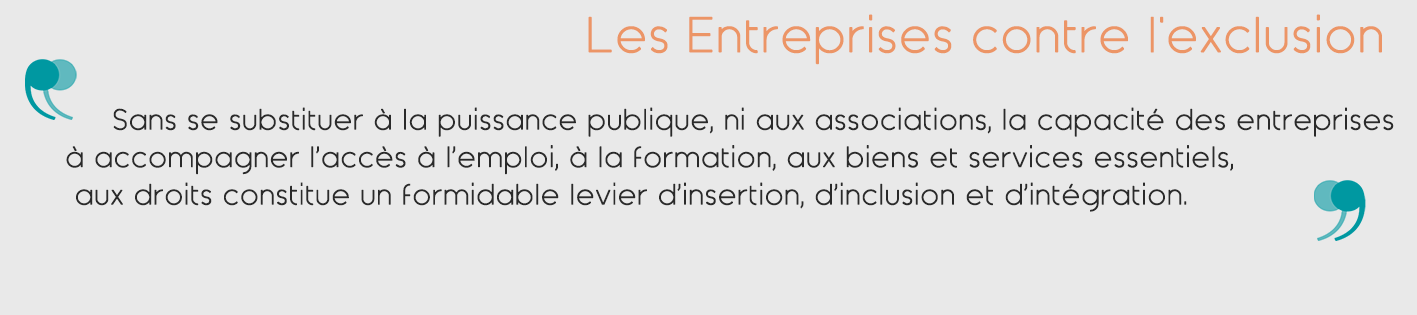 Les Entreprises contre l'exclusion
Sans se substituer à la puissance publique, ni aux associations, la capacité des entreprises
à accompagner l’accès à l’emploi, à la formation, aux biens et services essentiels,
aux droits constitue un formidable levier d’insertion, d’inclusion et d’intégration.